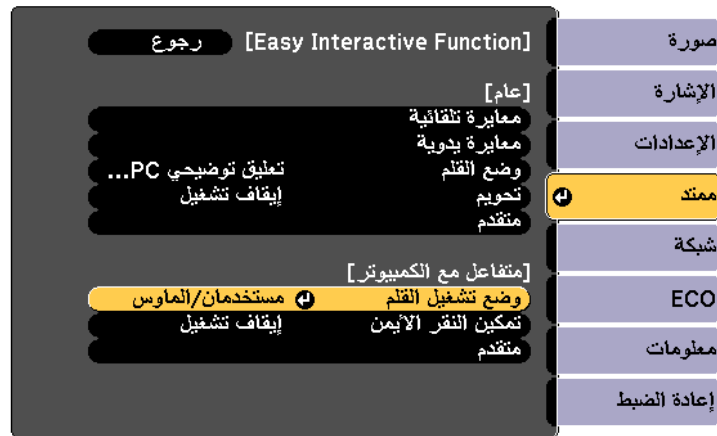 صورة
الإشارة
الإعدادات
ممتد
شبكة
ECO
معلومات
إعادة الضبط
[Easy Interactive Function] رجوع
[عام]
معايرة تلقائية
معايرة يدوية
وضع القلم تعليق توضيحي PC...
تحويم إيقاف تشغيل
متقدم
[متفاعل مع الكمبيوتر]
وضع تشغيل القلم مستخدمان/الماوس
تمكين النقر الأيمن إيقاف تشغيل
متقدم